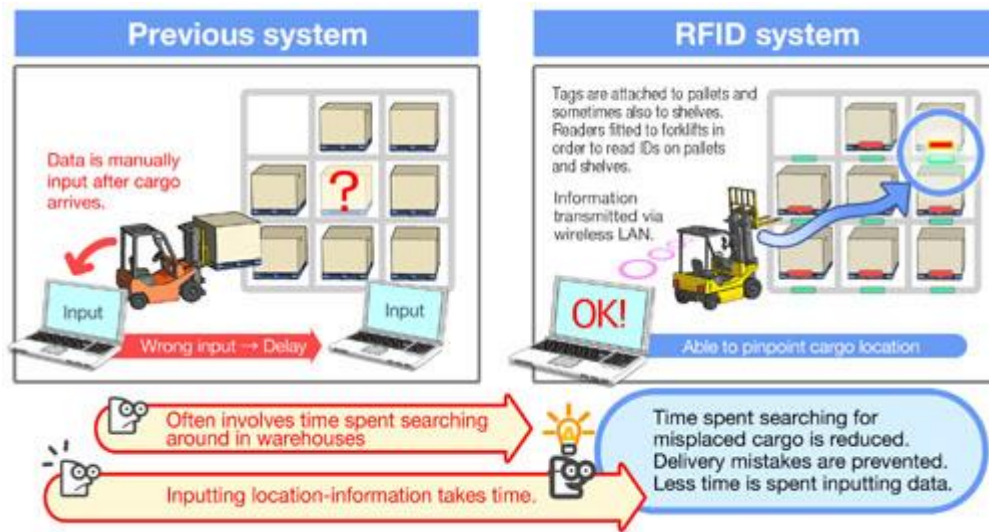 Previous system
Data is manually
input after cargo
arrives.
?
Input
Input
Wrong input → Delay
RFID system
Tags are attached to pallets and
sometimes also to shelves.
Readers fitted to forklifts in
order to read IDs on pallets
and shelves.
Information
transmitted via
wireless LAN.
OK!
Able to pinpoint cargo location
Often involves time spent searching
around in warehouses
Inputting location-information takes time.
Time spent searching for
misplaced cargo is reduced.
Delivery mistakes are prevented.
Less time is spent inputting data.